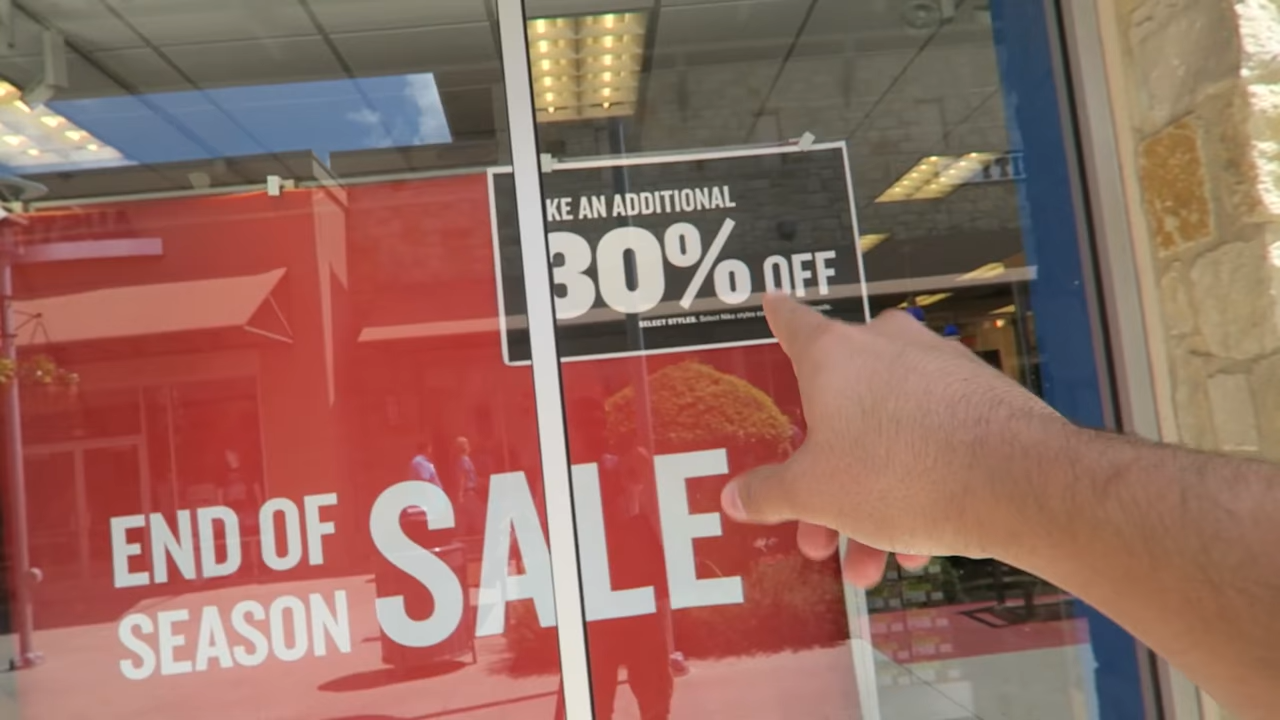 KE AN ADDITIONAL
30% OFF
SELECT STYLES. Select Nike styles
END OF
SEASON
SALE